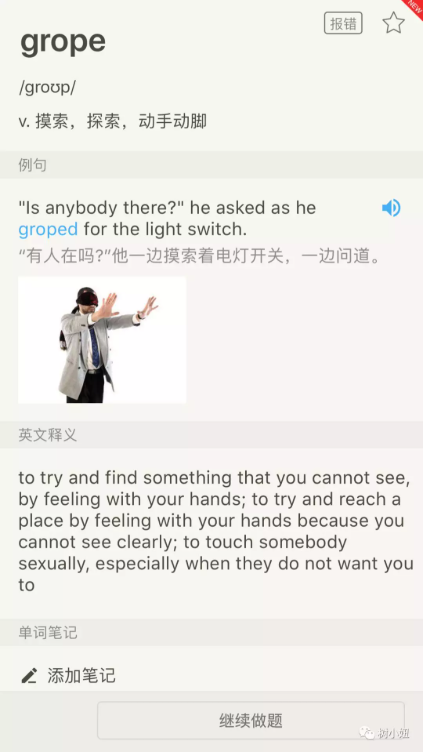 NEW
报错
grope
/groʊp/
v. 摸索，探索，动手动脚
例句
"Is anybody there?" he asked as he
groped for the light switch.
“有人在吗?”他一边摸索着电灯开关，一边问道。
英文释义
to try and find something that you cannot see,
by feeling with your hands; to try and reach a
place by feeling with your hands because you
cannot see clearly; to touch somebody
sexually, especially when they do not want you
to
单词笔记
添加笔记
继续做题
树小妞